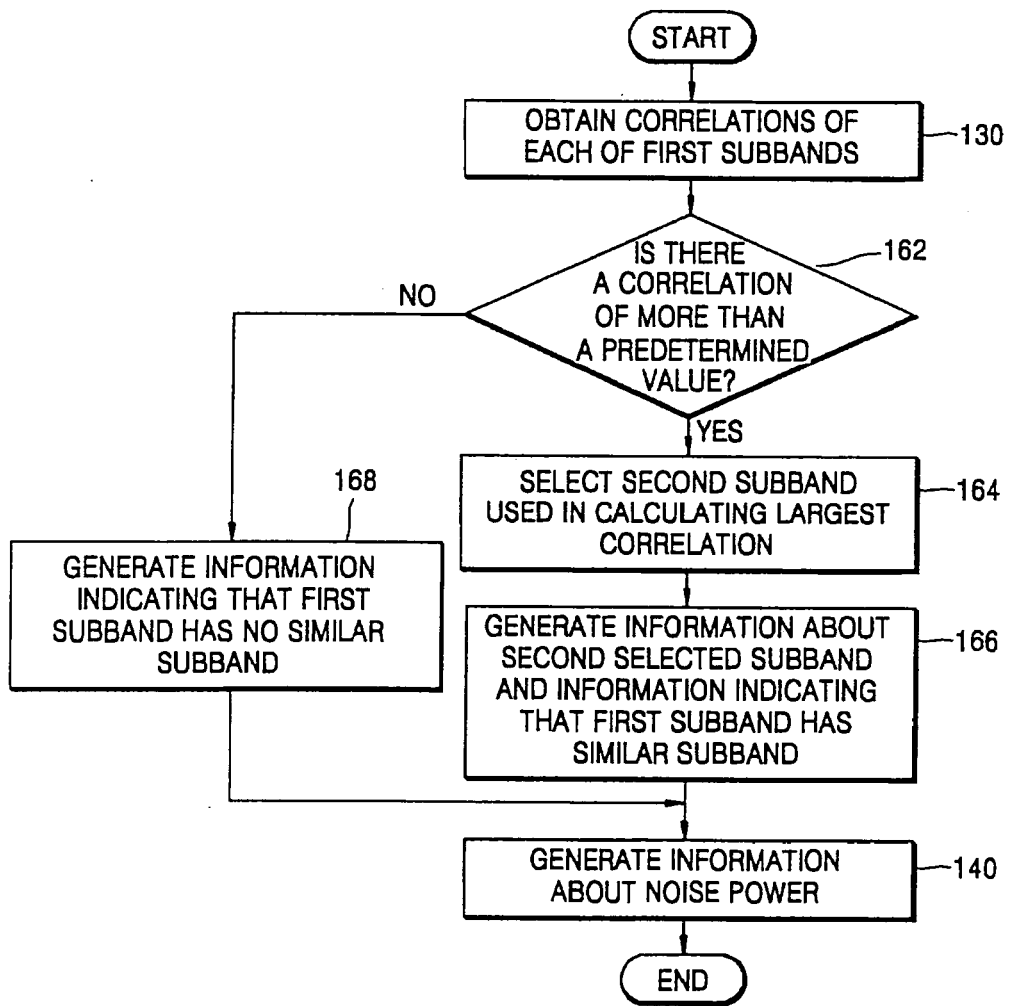 START
OBTAIN CORRELATIONS OF
EACH OF FIRST SUBBANDS
130
IS THERE
A CORRELATION
OF MORE THAN
A PREDETERMINED
VALUE?
162
NO
YES
SELECT SECOND SUBBAND
USED IN CALCULATING LARGEST
CORRELATION
164
168
GENERATE INFORMATION
INDICATING THAT FIRST
SUBBAND HAS NO SIMILAR
SUBBAND
GENERATE INFORMATION ABOUT
SECOND SELECTED SUBBAND
AND INFORMATION INDICATING
THAT FIRST SUBBAND HAS
SIMILAR SUBBAND
166
GENERATE INFORMATION
ABOUT NOISE POWER
140
END